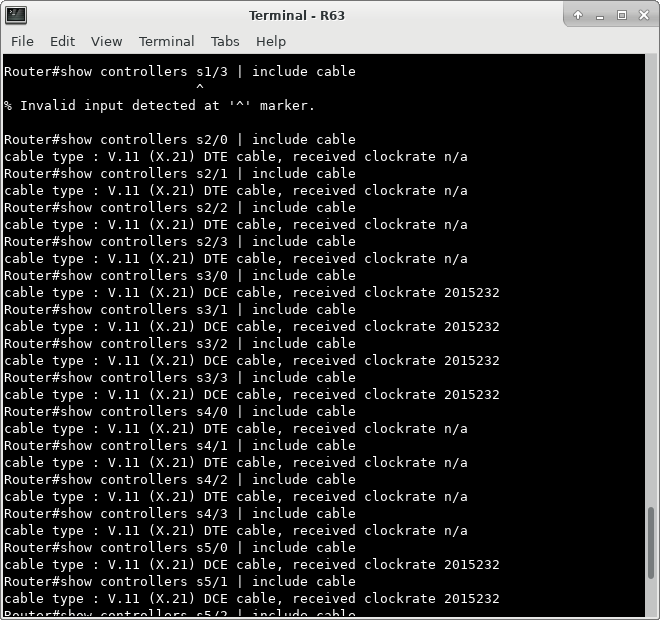 Terminal - R63
File Edit View Terminal Tabs Help
Router#show controllers s1/3 | include cable
^
% Invalid input detected at '^' marker.
Router#show controllers s2/0 | include cable
cable type : V.11 (X.21) DTE cable, received clockrate n/a
Router#show controllers s2/1 | include cable
cable type : V.11 (X.21) DTE cable, received clockrate n/a
Router#show controllers s2/2 | include cable
cable type : V.11 (X.21) DTE cable, received clockrate n/a
Router#show controllers s2/3 | include cable
cable type : V.11 (X.21) DTE cable, received clockrate n/a
Router#show controllers s3/0 | include cable
cable type : V.11 (X.21) DCE cable, received clockrate 2015232
Router#show controllers s3/1 | include cable
cable type : V.11 (X.21) DCE cable, received clockrate 2015232
Router#show controllers s3/2 | include cable
cable type : V.11 (X.21) DCE cable, received clockrate 2015232
Router#show controllers s3/3 | include cable
cable type : V.11 (X.21) DCE cable, received clockrate 2015232
Router#show controllers s4/0 | include cable
cable type : V.11 (X.21) DTE cable, received clockrate n/a
Router#show controllers s4/1 | include cable
cable type : V.11 (X.21) DTE cable, received clockrate n/a
Router#show controllers s4/2 | include cable
cable type : V.11 (X.21) DTE cable, received clockrate n/a
Router#show controllers s4/3 | include cable
cable type : V.11 (X.21) DTE cable, received clockrate n/a
Router#show controllers s5/0 | include cable
cable type : V.11 (X.21) DCE cable, received clockrate 2015232
Router#show controllers s5/1 | include cable
cable type : V.11 (X.21) DCE cable, received clockrate 2015232
Router#show controllers s5/2 | include cable